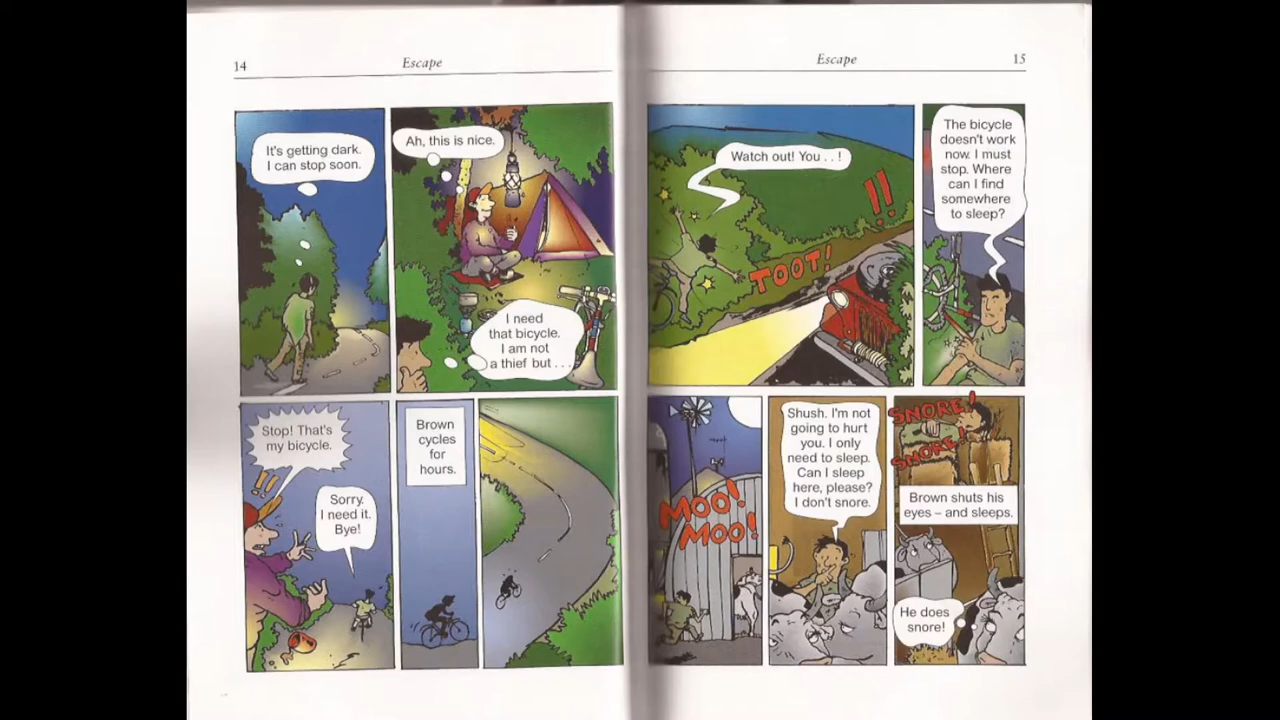 14
Escape
It's getting dark.
I can stop soon.
Ah, this is nice.
I need
that bicycle.
I am not
a thief but . . .
Stop! That's
my bicycle.
!!
Sorry.
I need it.
Bye!
Brown
cycles
for
hours.
Escape
15
Watch out! You . . !
!!
TOOT!
The bicycle
doesn't work
now. I must
stop. Where
can I find
somewhere
to sleep?
MOO!
MOO!
Shush. I'm not
going to hurt
you. I only
need to sleep.
Can I sleep
here, please?
I don't snore.
SNORE!
SNORE!
Brown shuts his
eyes – and sleeps.
He does
snore!